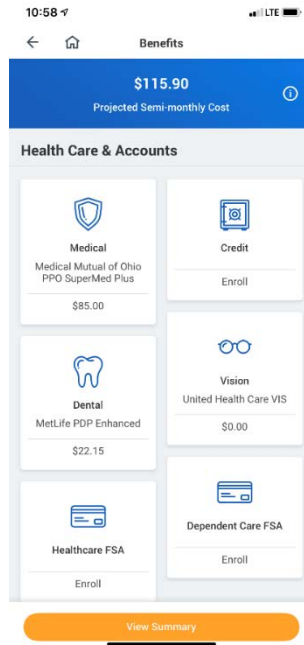 10:58
LTE
Benefits
$115.90
Projected Semi-monthly Cost
Health Care & Accounts
Medical
Medical Mutual of Ohio
PPO SuperMed Plus
$85.00
Credit
Enroll
Dental
MetLife PDP Enhanced
$22.15
Vision
United Health Care VIS
$0.00
Healthcare FSA
Enroll
Dependent Care FSA
Enroll
View Summary